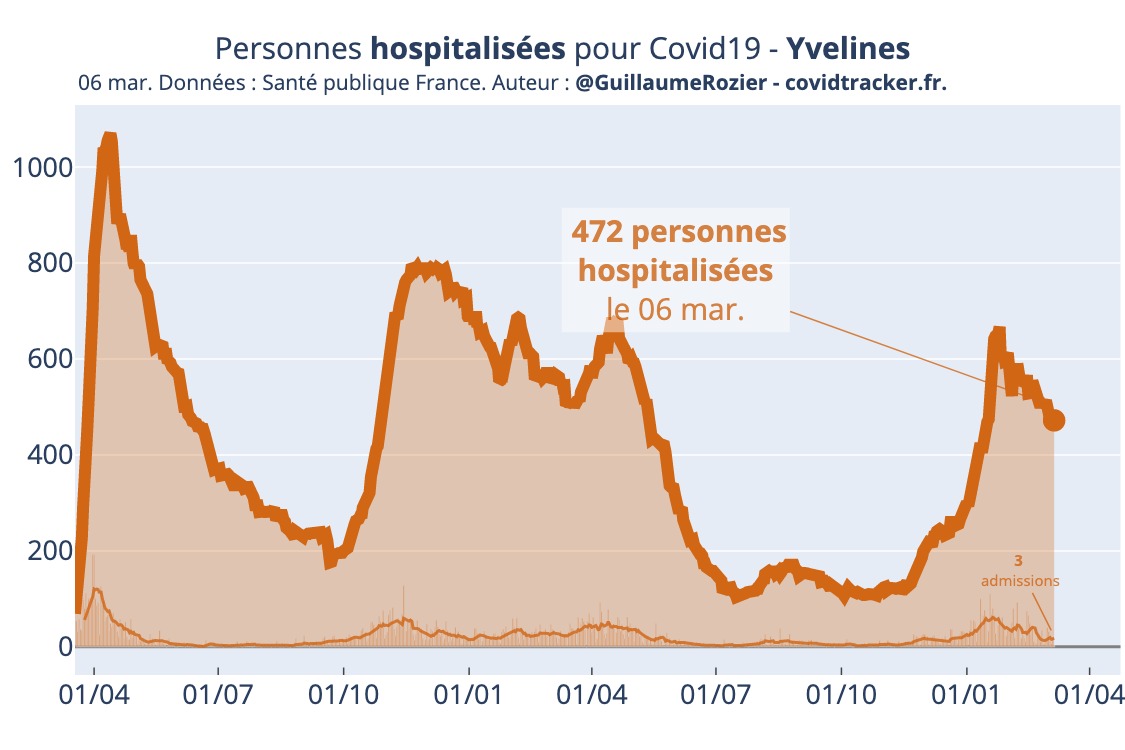 Personnes hospitalisées pour Covid19 - Yvelines
06 mar. Données : Santé publique France. Auteur : @GuillaumeRozier - covidtracker.fr.
1000
800
600
400
200
0
472 personnes
hospitalisées
le 06 mar.
3
admissions
01/04 01/07 01/10 01/01 01/04 01/07 01/10 01/01 01/04